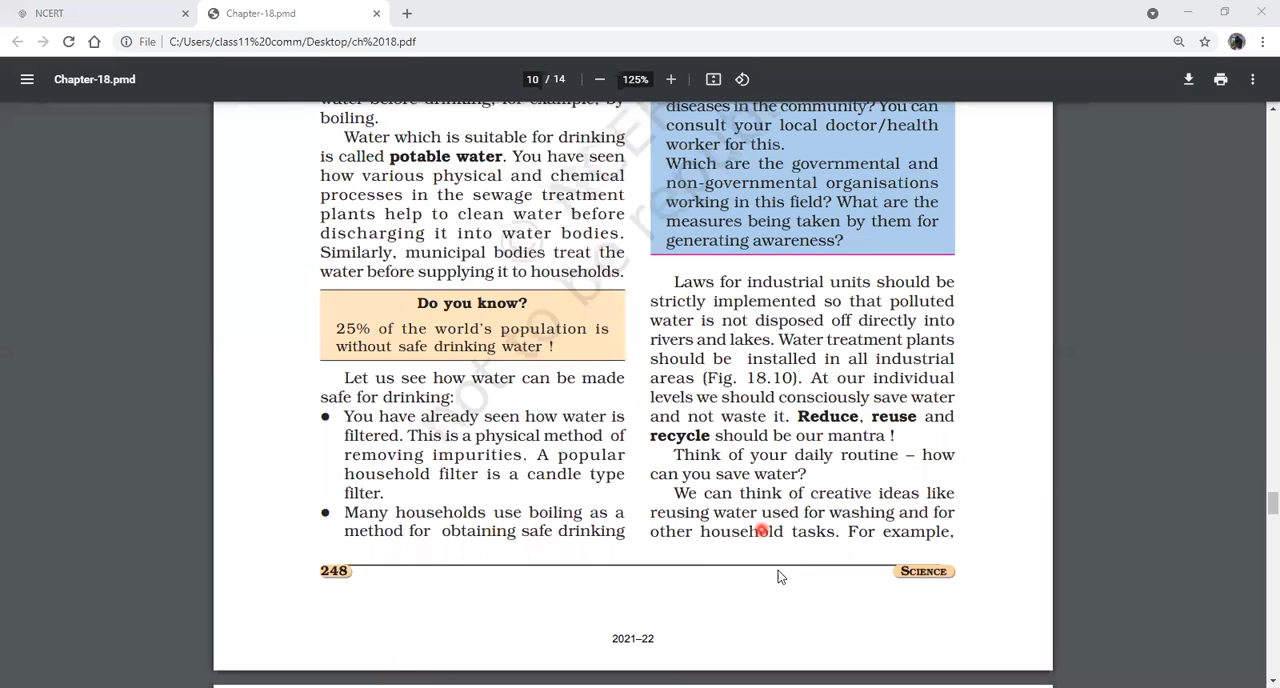 NCERT
Chapter-18.pmd
File
C:/Users/class11%20comm/Desktop/ch%2018.pdf
Chapter-18.pmd
10 / 14
125%
water before drinking, for example, by
boiling.
Water which is suitable for drinking
is called potable water. You have seen
how various physical and chemical
processes in the sewage treatment
plants help to clean water before
discharging it into water bodies.
Similarly, municipal bodies treat the
water before supplying it to households.
Do you know?
25% of the world's population is
without safe drinking water !
Let us see how water can be made
safe for drinking:
● You have already seen how water is
filtered. This is a physical method of
removing impurities. A popular
household filter is a candle type
filter.
● Many households use boiling as a
method for obtaining safe drinking
diseases in the community? You can
consult your local doctor/health
worker for this.
Which are the governmental and
non-governmental organisations
working in this field? What are the
measures being taken by them for
generating awareness?
Laws for industrial units should be
strictly implemented so that polluted
water is not disposed off directly into
rivers and lakes. Water treatment plants
should be installed in all industrial
areas (Fig. 18.10). At our individual
levels we should consciously save water
and not waste it. Reduce, reuse and
recycle should be our mantra !
Think of your daily routine – how
can you save water?
We can think of creative ideas like
reusing water used for washing and for
other household tasks. For example,
248
SCIENCE
2021–22
© NCERT
not to be